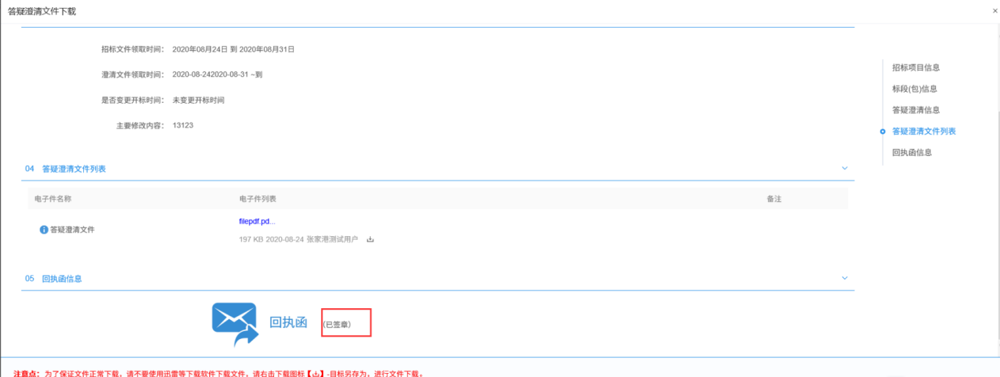 答疑澄清文件下载
×
招标文件领取时间： 2020年08月24日 到 2020年08月31日
澄清文件领取时间： 2020-08-242020-08-31 ~到
是否变更开标时间： 未变更开标时间
主要修改内容： 13123
招标项目信息
标段(包)信息
答疑澄清信息
答疑澄清文件列表
回执函信息
04 答疑澄清文件列表
电子件名称 电子件列表 备注
答疑澄清文件
filepdf.pd...
197 KB 2020-08-24 张家港测试用户
05 回执函信息
回执函 (已签章)
注意点：为了保证文件正常下载，请不要使用迅雷等下载软件下载文件，请右击下载图标【】-目标另存为，进行文件下载。